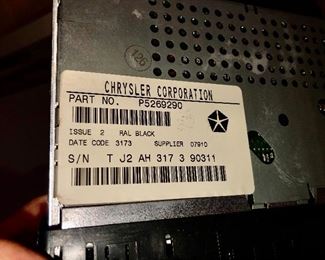 126
CHRYSLER CORPORATION
PART NO. P5269290
ISSUE 2 RAL BLACK
DATE CODE 3173 SUPPLIER 07910
S/N T J2 AH 317 3 90311